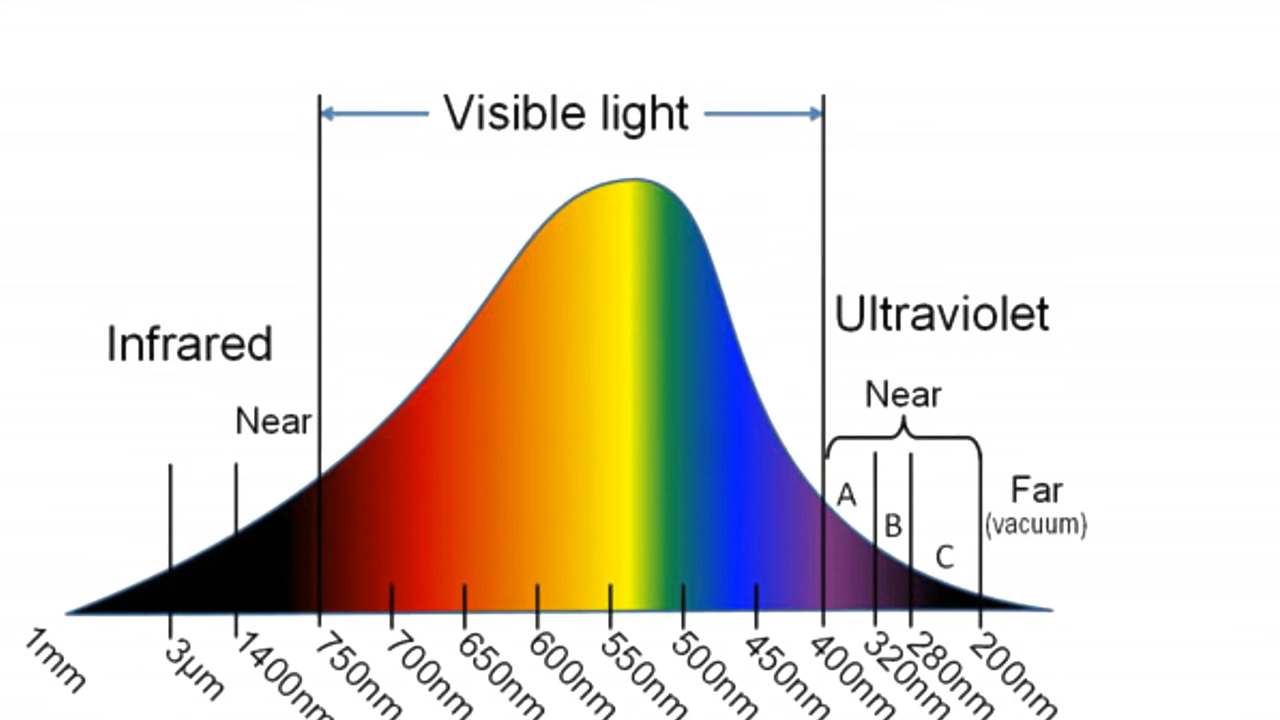 Visible light
Infrared
Ultraviolet
Near
Near
A
B
C
Far
(vacuum)
1mm
3μm
1400nm
750nm
700nm
650nm
600nm
550nm
500nm
450nm
400nm
320nm
280nm
200nm